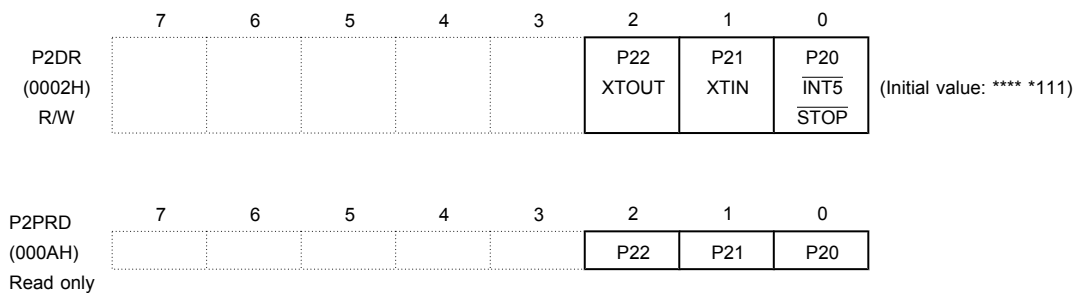 7 6 5 4 3 2 1 0
P2DR P22 P21 P20
(0002H) XTOUT XTIN INT5 (Initial value: **** *111)
R/W STOP
P2PRD 7 6 5 4 3 2 1 0
(000AH) P22 P21 P20
Read only